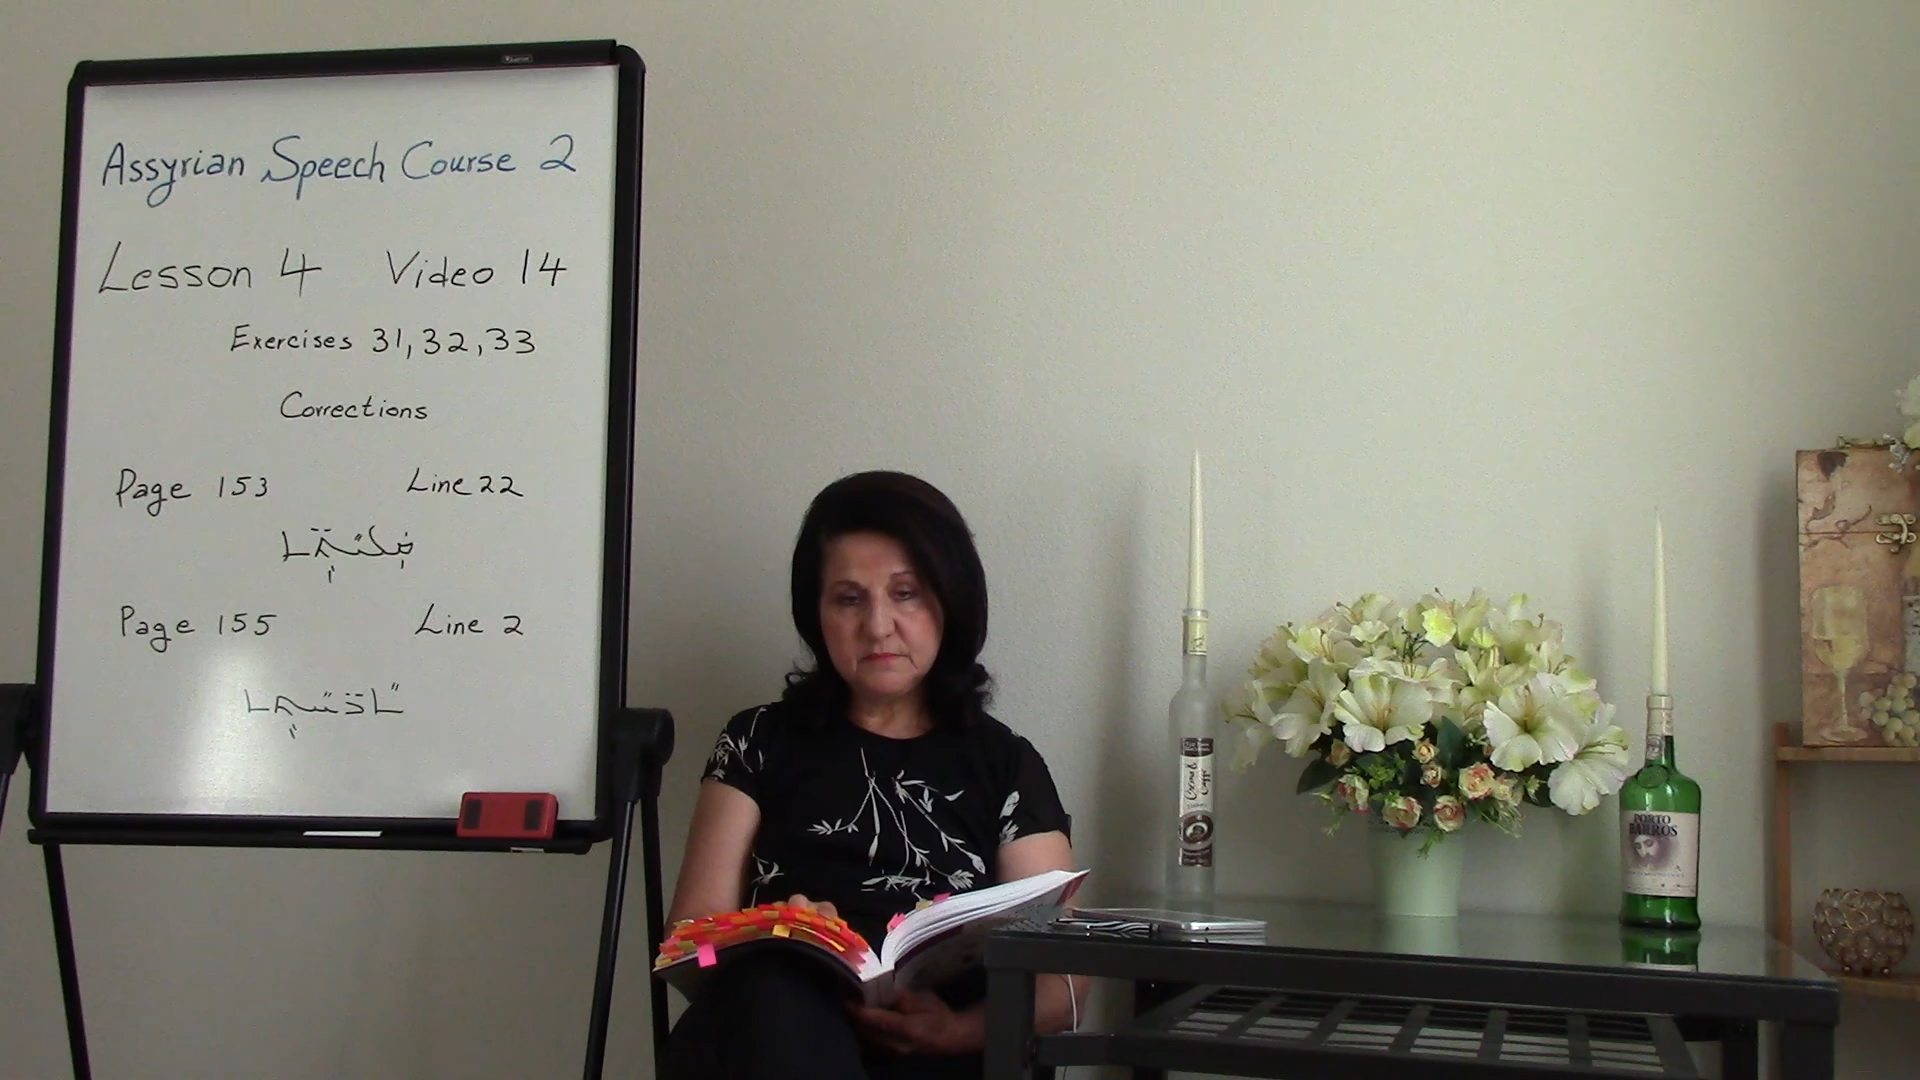 Assyrian Speech Course 2
Lesson 4 Video 14
Exercises 31, 32, 33
Corrections
Page 153 Line 22
Page 155 Line 2
PORTO
BARROS